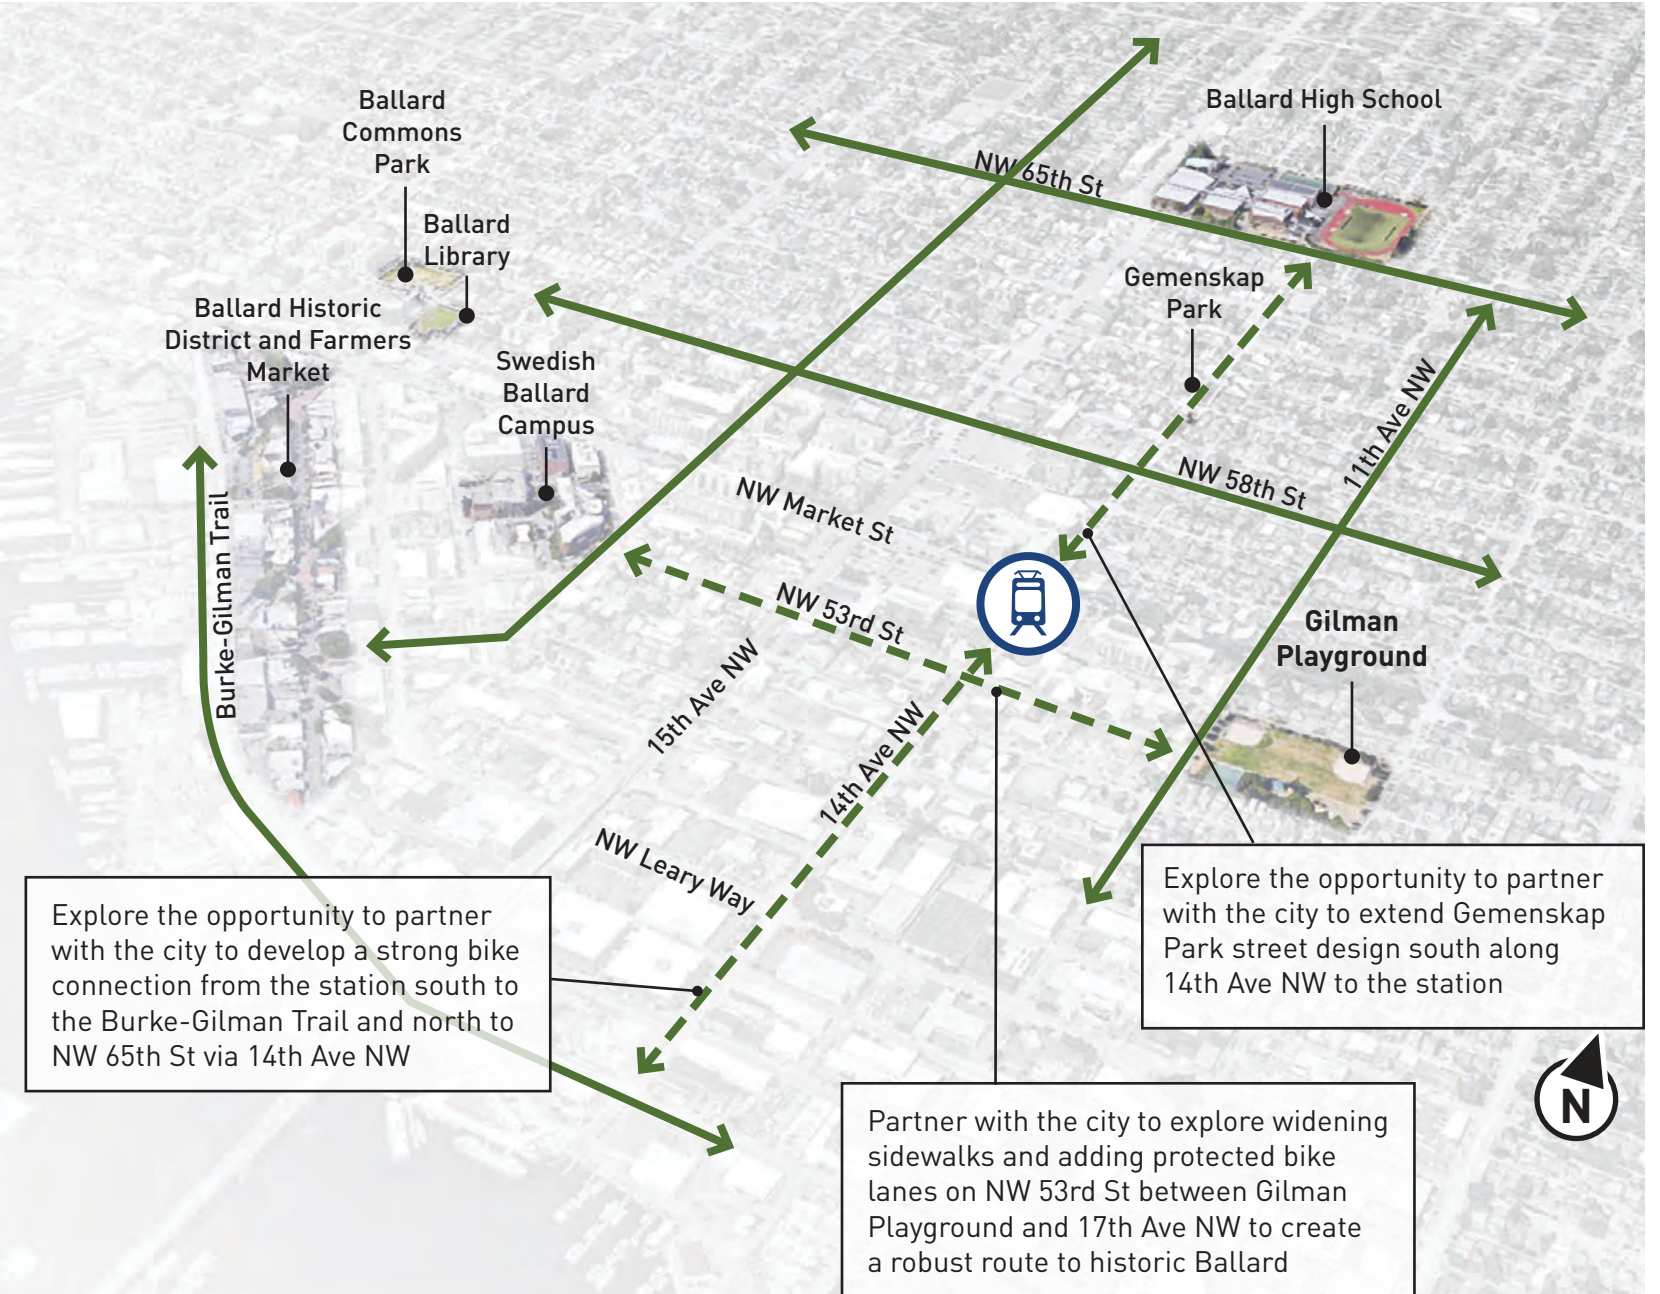 Ballard
Commons
Park
Ballard High School
Ballard
Library
NW 65th St
Gemenskap
Park
Ballard Historic
District and Farmers
Market
Swedish
Ballard
Campus
11th Ave NW
NW 58th St
NW Market St
Burke-Gilman Trail
NW 53rd St
Gilman
Playground
15th Ave NW
14th Ave NW
NW Leary Way
Explore the opportunity to partner
with the city to develop a strong bike
connection from the station south to
the Burke-Gilman Trail and north to
NW 65th St via 14th Ave NW
Explore the opportunity to partner
with the city to extend Gemenskap
Park street design south along
14th Ave NW to the station
N
Partner with the city to explore widening
sidewalks and adding protected bike
lanes on NW 53rd St between Gilman
Playground and 17th Ave NW to create
a robust route to historic Ballard